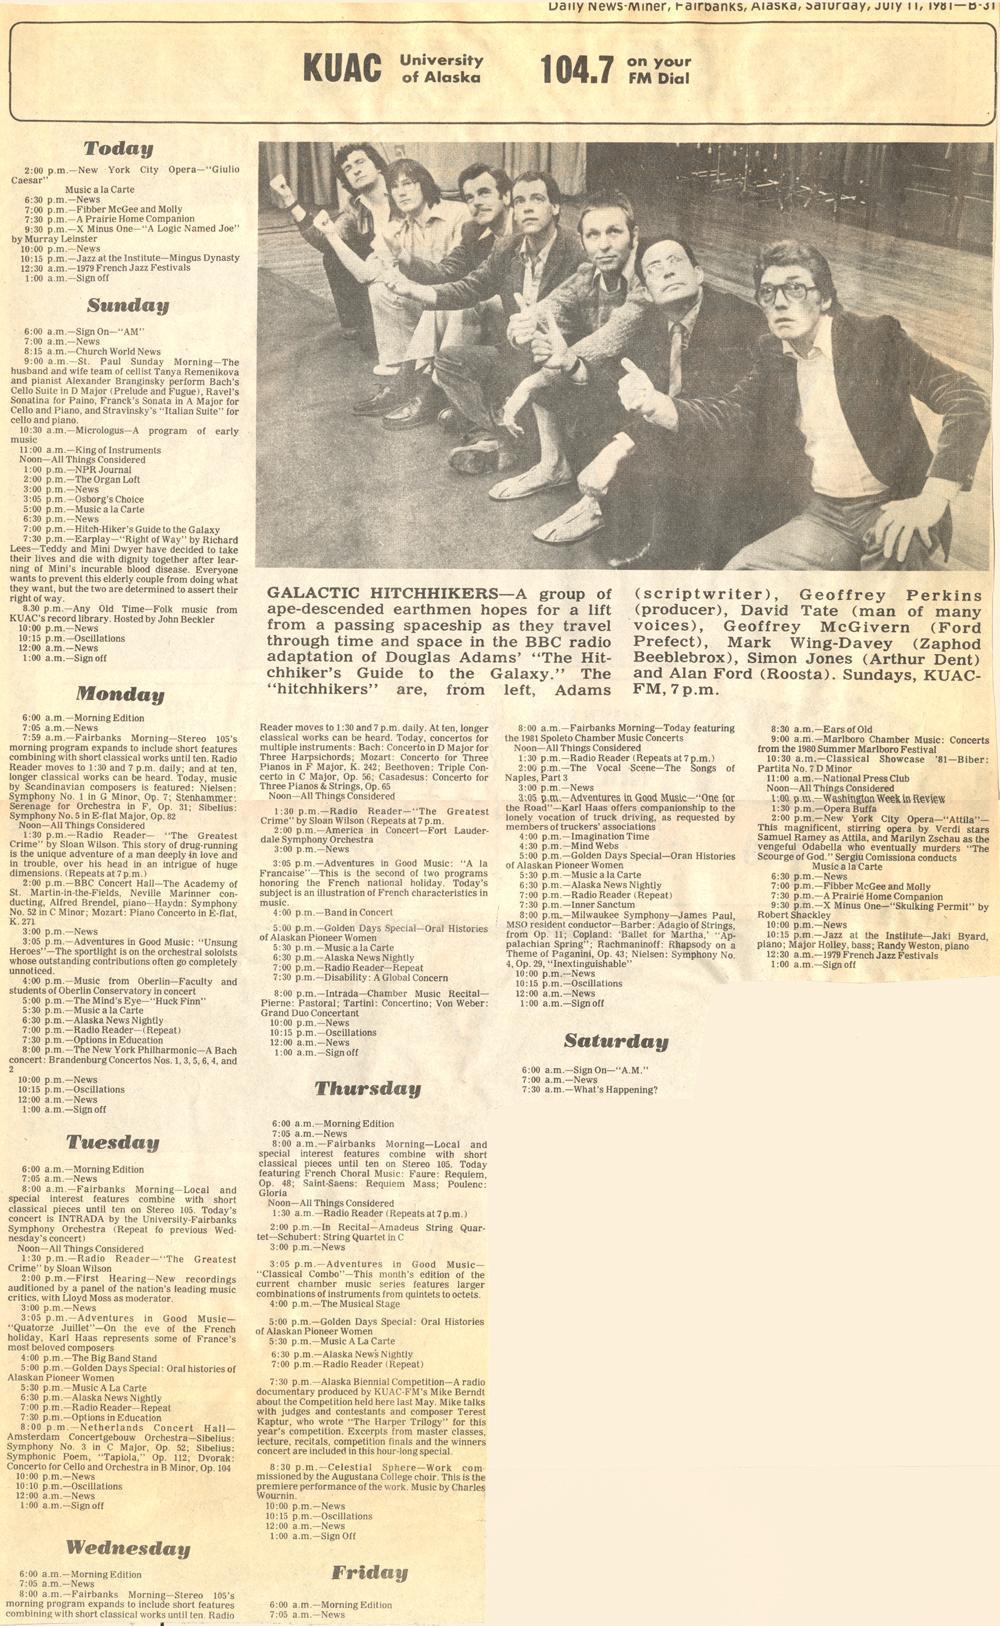 Daily News-Miner, Fairbanks, Alaska, Saturday, July 11, 1981—B-31
KUAC University of Alaska 104.7 on your FM Dial
Today
2:00 p.m.—New York City Opera—"Giulio
Caesar"
Music a la Carte
6:30 p.m.—News
7:00 p.m.—Fibber McGee and Molly
7:30 p.m.—A Prairie Home Companion
9:30 p.m.—X Minus One—"A Logic Named Joe"
by Murray Leinster
10:00 p.m.—News
10:15 p.m.—Jazz at the Institute—Mingus Dynasty
12:30 a.m.—1979 French Jazz Festivals
1:00 a.m.—Sign off
Sunday
6:00 a.m.—Sign On—"AM"
7:00 a.m.—News
8:15 a.m.—Church World News
9:00 a.m.—St. Paul Sunday Morning—The
husband and wife team of cellist Tanya Remenikova
and pianist Alexander Branginsky perform Bach's
Cello Suite in D Major (Prelude and Fugue), Ravel's
Sonatina for Paino, Franck's Sonata in A Major for
Cello and Piano, and Stravinsky's "Italian Suite" for
cello and piano.
10:30 a.m.—Micrologus—A program of early
music
11:00 a.m.—King of Instruments
Noon—All Things Considered
1:00 p.m.—NPR Journal
2:00 p.m.—The Organ Loft
3:00 p.m.—News
3:05 p.m.—Osborg's Choice
5:00 p.m.—Music a la Carte
6:30 p.m.—News
7:00 p.m.—Hitch-Hiker's Guide to the Galaxy
7:30 p.m.—Earplay—"Right of Way" by Richard
Lees—Teddy and Mini Dwyer have decided to take
their lives and die with dignity together after lear-
ning of Mini's incurable blood disease. Everyone
wants to prevent this elderly couple from doing what
they want, but the two are determined to assert their
right of way.
8.30 p.m.—Any Old Time—Folk music from
KUAC's record library. Hosted by John Beckler
10:00 p.m.—News
10:15 p.m.—Oscillations
12:00 a.m.—News
1:00 a.m.—Sign off
GALACTIC HITCHHIKERS—A group of
ape-descended earthmen hopes for a lift
from a passing spaceship as they travel
through time and space in the BBC radio
adaptation of Douglas Adams' "The Hit-
chhiker's Guide to the Galaxy." The
"hitchhikers" are, from left, Adams
(scriptwriter), Geoffrey Perkins
(producer), David Tate (man of many
voices), Geoffrey McGivern (Ford
Prefect), Mark Wing-Davey (Zaphod
Beeblebrox), Simon Jones (Arthur Dent)
and Alan Ford (Roosta). Sundays, KUAC-
FM, 7 p.m.
Monday
6:00 a.m.—Morning Edition
7:05 a.m.—News
7:59 a.m.—Fairbanks Morning—Stereo 105's
morning program expands to include short features
combining with short classical works until ten. Radio
Reader moves to 1:30 and 7 p.m. daily; and at ten,
longer classical works can be heard. Today, music
by Scandinavian composers is featured: Nielsen:
Symphony No. 1 in G Minor, Op. 7; Stenhammer:
Serenage for Orchestra in F, Op. 31; Sibelius:
Symphony No. 5 in E-flat Major, Op. 82
Noon—All Things Considered
1:30 p.m.—Radio Reader— "The Greatest
Crime" by Sloan Wilson. This story of drug-running
is the unique adventure of a man deeply in love and
in trouble, over his head in an intrigue of huge
dimensions. (Repeats at 7 p.m.)
2:00 p.m.—BBC Concert Hall—The Academy of
St. Martin-in-the-Fields, Neville Marriner con-
ducting, Alfred Brendel, piano—Haydn: Symphony
No. 52 in C Minor; Mozart: Piano Concerto in E-flat,
K. 271
3:00 p.m.—News
3:05 p.m.—Adventures in Good Music: "Unsung
Heroes"—The sportlight is on the orchestral soloists
whose outstanding contributions often go completely
unnoticed.
4:00 p.m.—Music from Oberlin—Faculty and
students of Oberlin Conservatory in concert
5:00 p.m.—The Mind's Eye—"Huck Finn"
5:30 p.m.—Music a la Carte
6:30 p.m.—Alaska News Nightly
7:00 p.m.—Radio Reader—(Repeat)
7:30 p.m.—Options in Education
8:00 p.m.—The New York Philharmonic—A Bach
concert: Brandenburg Concertos Nos. 1, 3, 5, 6, 4, and
2
10:00 p.m.—News
10:15 p.m.—Oscillations
12:00 a.m.—News
1:00 a.m.—Sign off
Tuesday
6:00 a.m.—Morning Edition
7:05 a.m.—News
8:00 a.m.—Fairbanks Morning—Local and
special interest features combine with short
classical pieces until ten on Stereo 105. Today's
concert is INTRADA by the University-Fairbanks
Symphony Orchestra (Repeat fo previous Wed-
nesday's concert)
Noon—All Things Considered
1:30 p.m.—Radio Reader—"The Greatest
Crime" by Sloan Wilson
2:00 p.m.—First Hearing—New recordings
auditioned by a panel of the nation's leading music
critics, with Lloyd Moss as moderator.
3:00 p.m.—News
3:05 p.m.—Adventures in Good Music—
"Quatorze Juillet"—On the eve of the French
holiday, Karl Haas represents some of France's
most beloved composers
4:00 p.m.—The Big Band Stand
5:00 p.m.—Golden Days Special: Oral histories of
Alaskan Pioneer Women
5:30 p.m.—Music A La Carte
6:30 p.m.—Alaska News Nightly
7:00 p.m.—Radio Reader—Repeat
7:30 p.m.—Options in Education
8:00 p.m.—Netherlands Concert Hall—
Amsterdam Concertgebouw Orchestra—Sibelius:
Symphony No. 3 in C Major, Op. 52; Sibelius:
Symphonic Poem, "Tapiola," Op. 112; Dvorak:
Concerto for Cello and Orchestra in B Minor, Op. 104
10:00 p.m.—News
10:10 p.m.—Oscillations
12:00 a.m.—News
1:00 a.m.—Sign off
Wednesday
6:00 a.m.—Morning Edition
7:05 a.m.—News
8:00 a.m.—Fairbanks Morning—Stereo 105's
morning program expands to include short features
combining with short classical works until ten. Radio
Reader moves to 1:30 and 7 p.m. daily. At ten, longer
classical works can be heard. Today, concertos for
multiple instruments: Bach: Concerto in D Major for
Three Harpsichords; Mozart: Concerto for Three
Pianos in F Major, K. 242; Beethoven: Triple Con-
certo in C Major, Op. 56; Casadesus: Concerto for
Three Pianos & Strings, Op. 65
Noon—All Things Considered
1:30 p.m.—Radio Reader—"The Greatest
Crime" by Sloan Wilson (Repeats at 7 p.m.
2:00 p.m.—America in Concert—Fort Lauder-
dale Symphony Orchestra
3:00 p.m.—News
3:05 p.m.—Adventures in Good Music: "A la
Francaise"—This is the second of two programs
honoring the French national holiday. Today's
subject is an illustration of French characteristics in
music.
4:00 p.m.—Band in Concert
5:00 p.m.—Golden Days Special—Oral Histories
of Alaskan Pioneer Women
5:30 p.m.—Music a la Carte
6:30 p.m.—Alaska News Nightly
7:00 p.m.—Radio Reader—Repeat
7:30 p.m.—Disability: A Global Concern
8:00 p.m.—Intrada—Chamber Music Recital—
Pierne: Pastoral; Tartini: Concertino; Von Weber:
Grand Duo Concertant
10:00 p.m.—News
10:15 p.m.—Oscillations
12:00 a.m.—News
1:00 a.m.—Sign off
Thursday
6:00 a.m.—Morning Edition
7:05 a.m.—News
8:00 a.m.—Fairbanks Morning—Local and
special interest features combine with short
classical pieces until ten on Stereo 105. Today
featuring French Choral Music: Faure: Requiem,
Op. 48; Saint-Saens: Requiem Mass; Poulenc:
Gloria
Noon—All Things Considered
1:30 a.m.—Radio Reader (Repeats at 7 p.m.)
2:00 p.m.—In Recital—Amadeus String Quar-
tet—Schubert: String Quartet in C
3:00 p.m.—News
3:05 p.m.—Adventures in Good Music—
"Classical Combo"—This month's edition of the
current chamber music series features larger
combinations of instruments from quintets to octets.
4:00 p.m.—The Musical Stage
5:00 p.m.—Golden Days Special: Oral Histories
of Alaskan Pioneer Women
5:30 p.m.—Music A La Carte
6:30 p.m.—Alaska News Nightly
7:00 p.m.—Radio Reader (Repeat)
7:30 p.m.—Alaska Biennial Competition—A radio
documentary produced by KUAC-FM's Mike Berndt
about the Competition held here last May. Mike talks
with judges and contestants and composer Terest
Kaptur, who wrote "The Harper Trilogy" for this
year's competition. Excerpts from master classes,
lecture, recitals, competition finals and the winners
concert are included in this hour-long special.
8:30 p.m.—Celestial Sphere—Work com-
missioned by the Augustana College choir. This is the
premiere performance of the work. Music by Charles
Wournin.
10:00 p.m.—News
10:15 p.m.—Oscillations
12:00 a.m.—News
1:00 a.m.—Sign Off
Friday
6:00 a.m.—Morning Edition
7:05 a.m.—News
8:00 a.m.—Fairbanks Morning—Today featuring
the 1981 Spoleto Chamber Music Concerts
Noon—All Things Considered
1:30 p.m.—Radio Reader (Repeats at 7 p.m.)
2:00 p.m.—The Vocal Scene—The Songs of
Naples, Part 3
3:00 p.m.—News
3:05 p.m.—Adventures in Good Music—"One for
the Road"—Karl Haas offers companionship to the
lonely vocation of truck driving, as requested by
members of truckers' associations
4:00 p.m.—Imagination Time
4:30 p.m.—Mind Webs
5:00 p.m.—Golden Days Special—Oran Histories
of Alaskan Pioneer Women
5:30 p.m.—Music a la Carte
6:30 p.m.—Alaska News Nightly
7:00 p.m.—Radio Reader (Repeat)
7:30 p.m.—Inner Sanctum
8:00 p.m.—Milwaukee Symphony—James Paul,
MSO resident conductor—Barber: Adagio of Strings,
from Op. 11; Copland: 'Ballet for Martha,' "Ap-
palachian Spring"; Rachmaninoff: Rhapsody on a
Theme of Paganini, Op. 43; Nielsen: Symphony No.
4, Op. 29, "Inextinguishable"
10:00 p.m.—News
10:15 p.m.—Oscillations
12:00 a.m.—News
1:00 a.m.—Sign off
Saturday
6:00 a.m.—Sign On—"A.M."
7:00 a.m.—News
7:30 a.m.—What's Happening?
8:30 a.m.—Ears of Old
9:00 a.m.—Marlboro Chamber Music: Concerts
from the 1980 Summer Marlboro Festival
10:30 a.m.—Classical Showcase '81—Biber:
Partita No. 7 D Minor
11:00 a.m.—National Press Club
Noon—All Things Considered
1:00 p.m.—Washington Week in Review
1:30 p.m.—Opera Buffa
2:00 p.m.—New York City Opera—"Attila"—
This magnificent, stirring opera by Verdi stars
Samuel Ramey as Attila, and Marilyn Zschau as the
vengeful Odabella who eventually murders "The
Scourge of God." Sergiu Comissiona conducts
Music a la Carte
6:30 p.m.—News
7:00 p.m.—Fibber McGee and Molly
7:30 p.m.—A Prairie Home Companion
9:30 p.m.—X Minus One—"Skulking Permit" by
Robert Shackley
10:00 p.m.—News
10:15 p.m.—Jazz at the Institute—Jaki Byard,
piano; Major Holley, bass; Randy Weston, piano
12:30 a.m.—1979 French Jazz Festivals
1:00 a.m.—Sign off